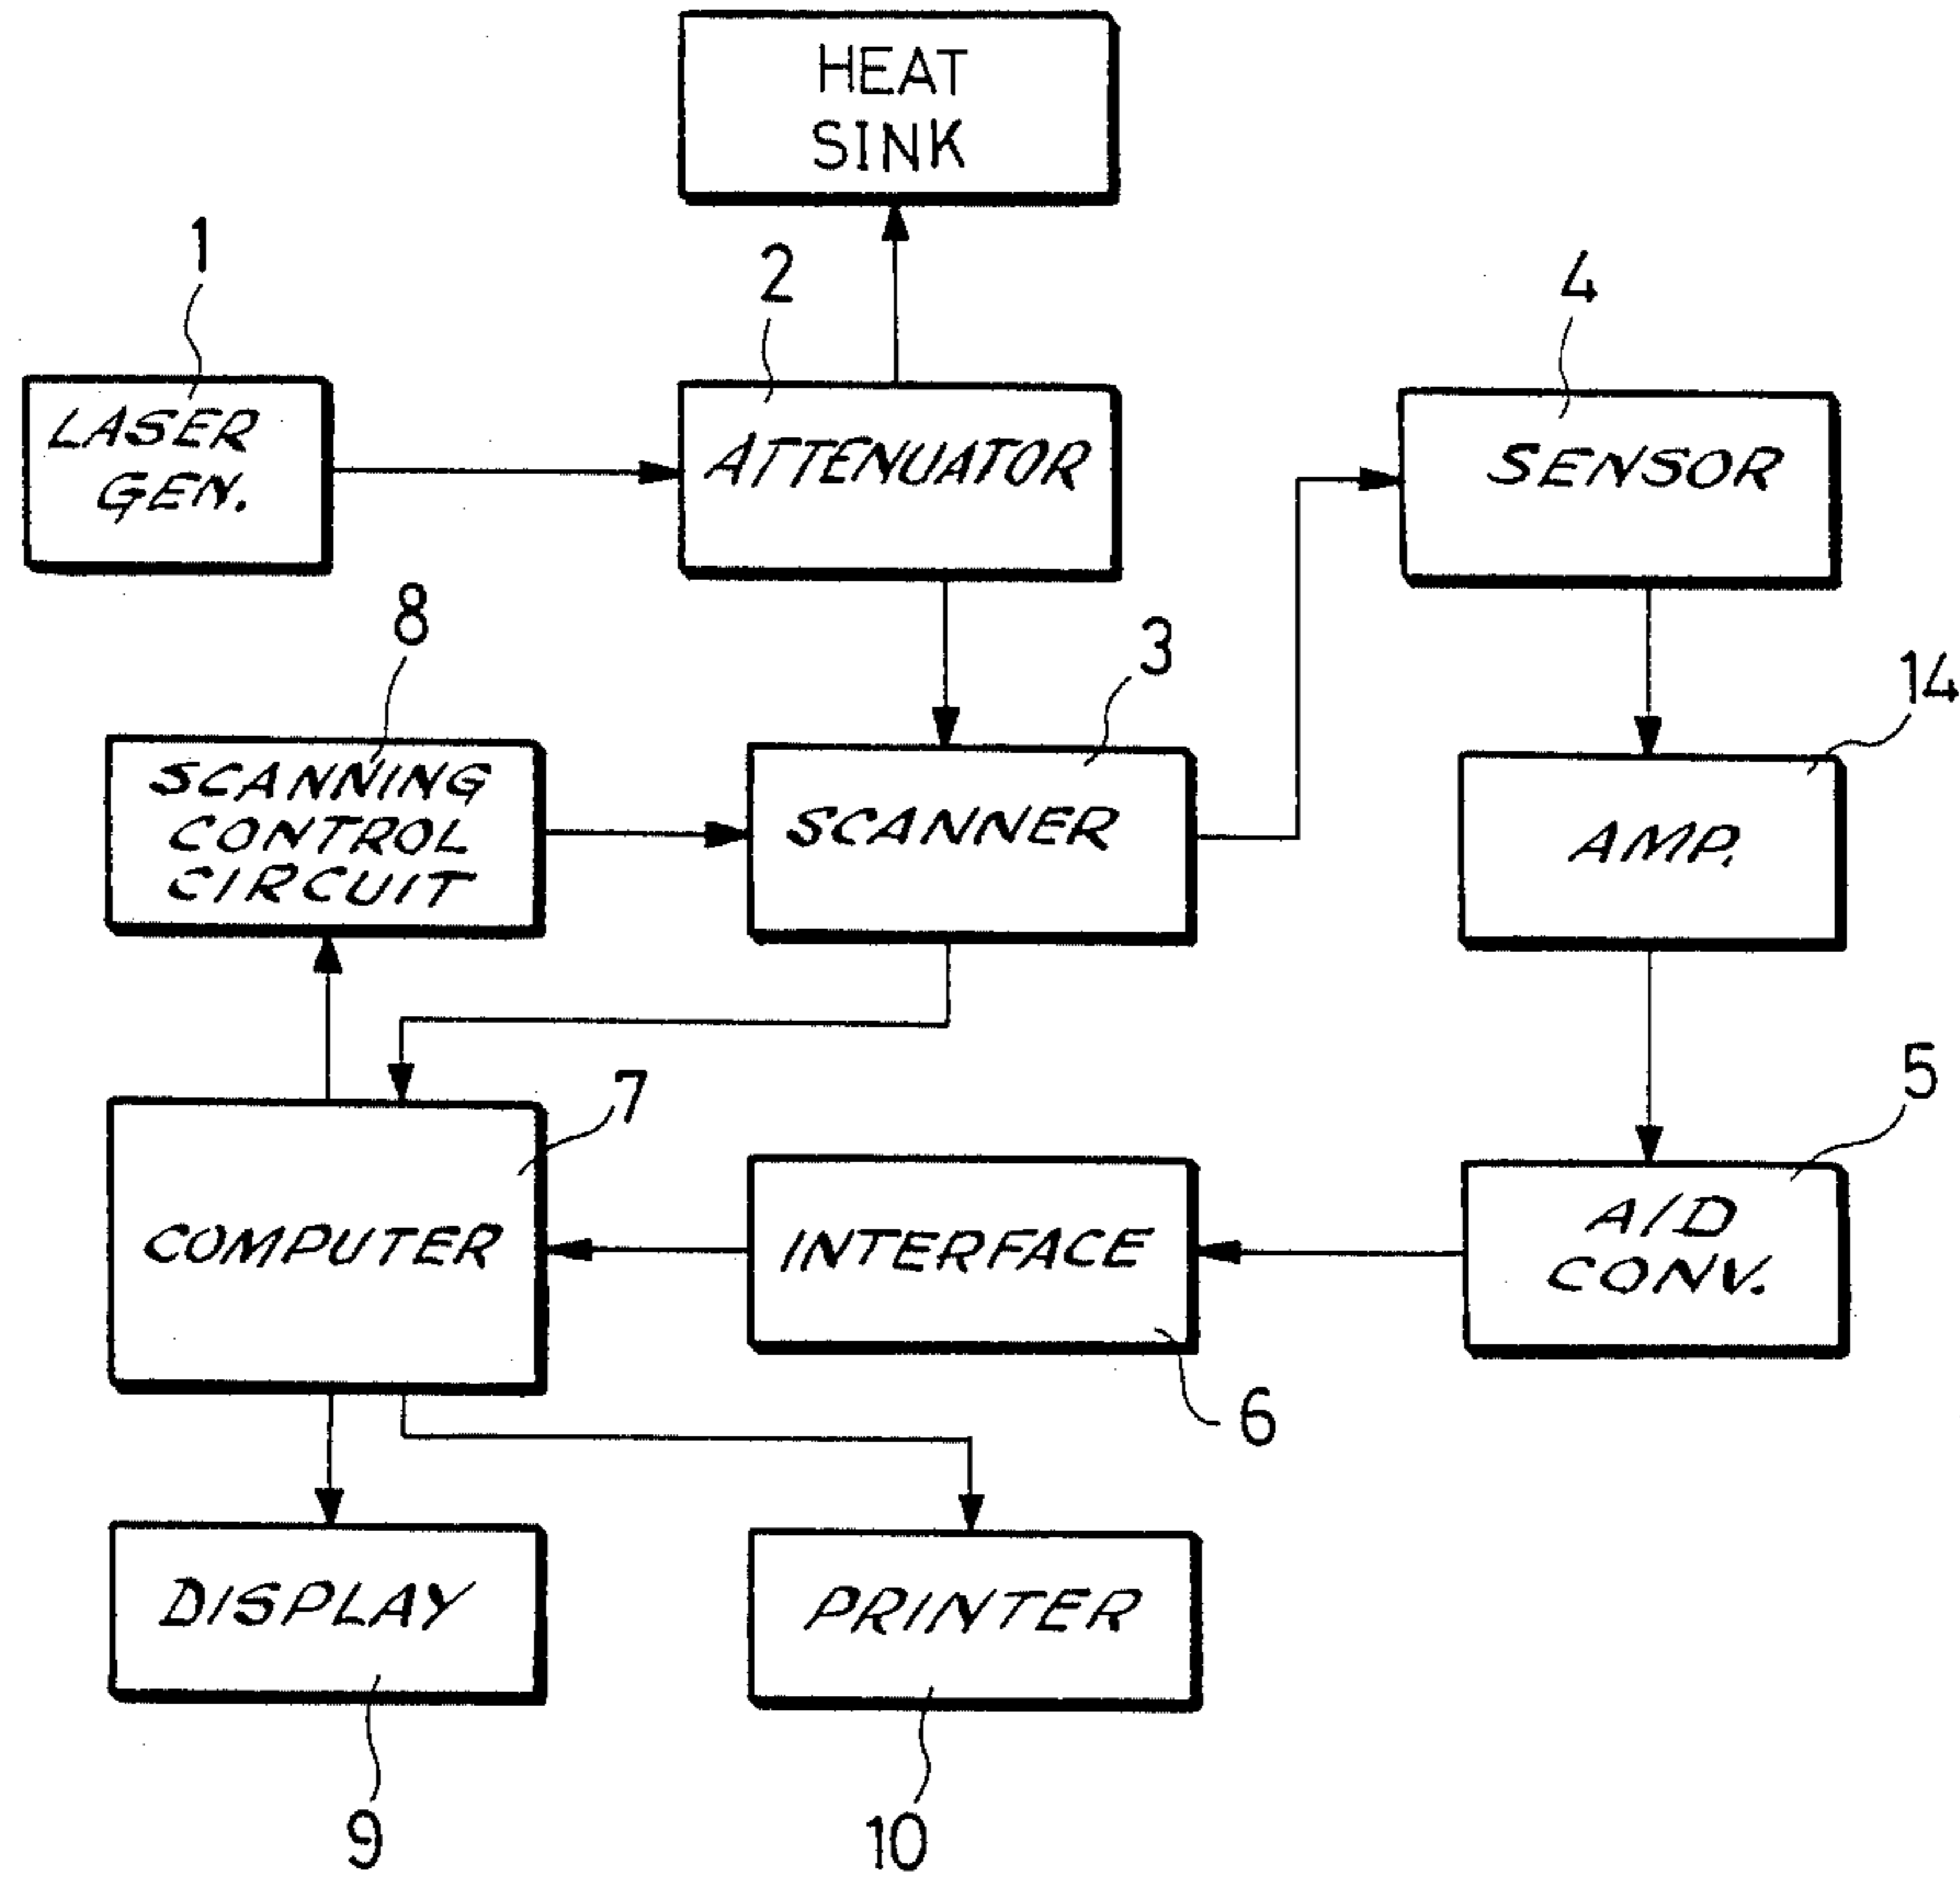 HEAT
SINK
1
2
4
LASER
GEN.
ATTENUATOR
SENSOR
8
3
14
SCANNING
CONTROL
CIRCUIT
SCANNER
AMP.
7
5
COMPUTER
INTERFACE
A/D
CONV.
6
DISPLAY
PRINTER
9
10